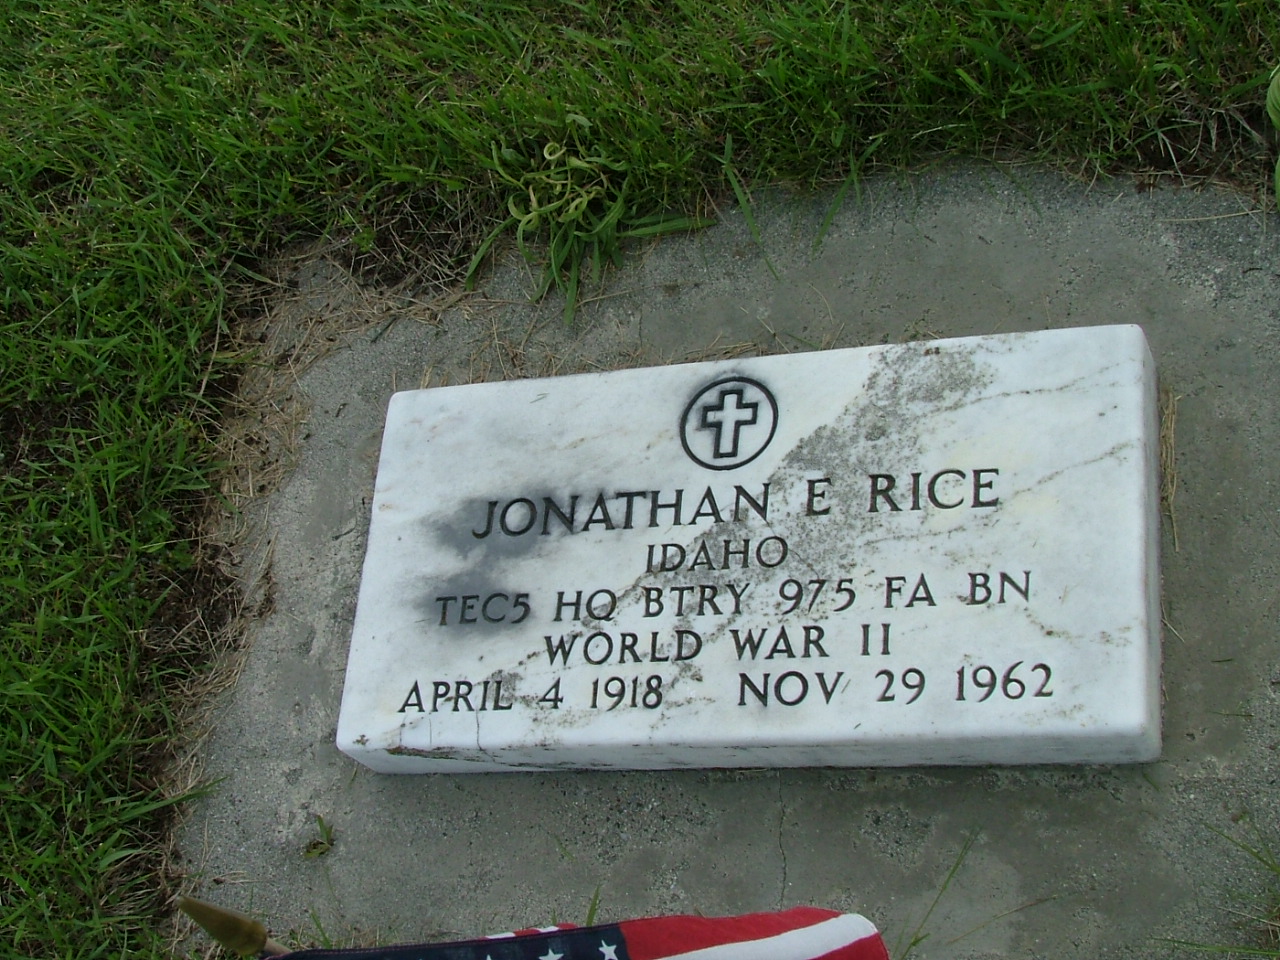 JONATHAN E RICE
IDAHO
TEC5 HQ BTRY 975 FA BN
WORLD WAR II
APRIL 4 1918 NOV 29 1962